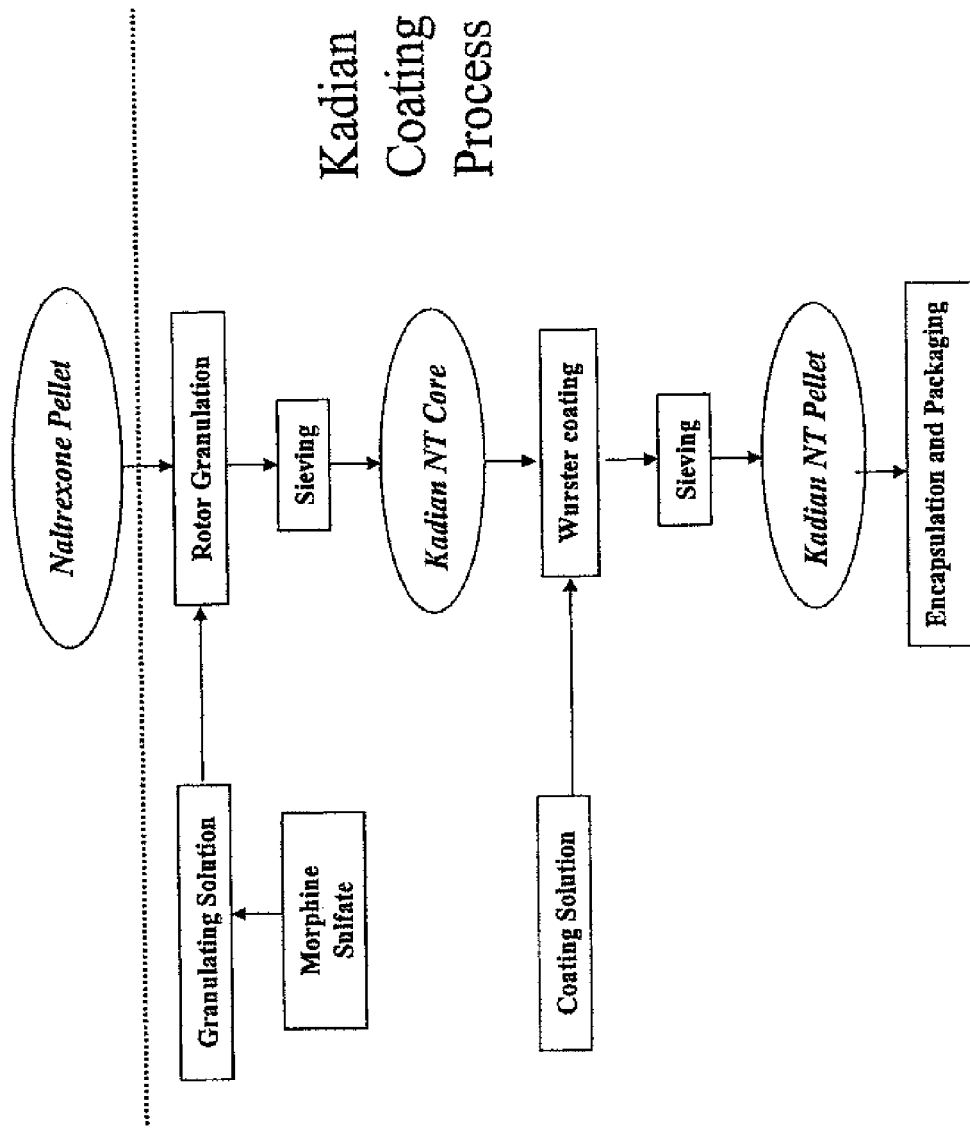 Naltrexone Pellet
Granulating Solution
Rotor Granulation
Morphine
Sulfate
Sieving
Kadian
Coating
Process
Kadian NT Core
Coating Solution
Wurster coating
Sieving
Kadian NT Pellet
Encapsulation and Packaging